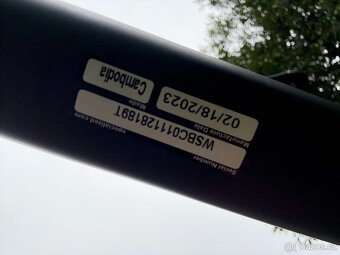 Serial Number
specialized.com
WSBC011128189T
Manufacture Date
Made
02/18/2023
Cambodia